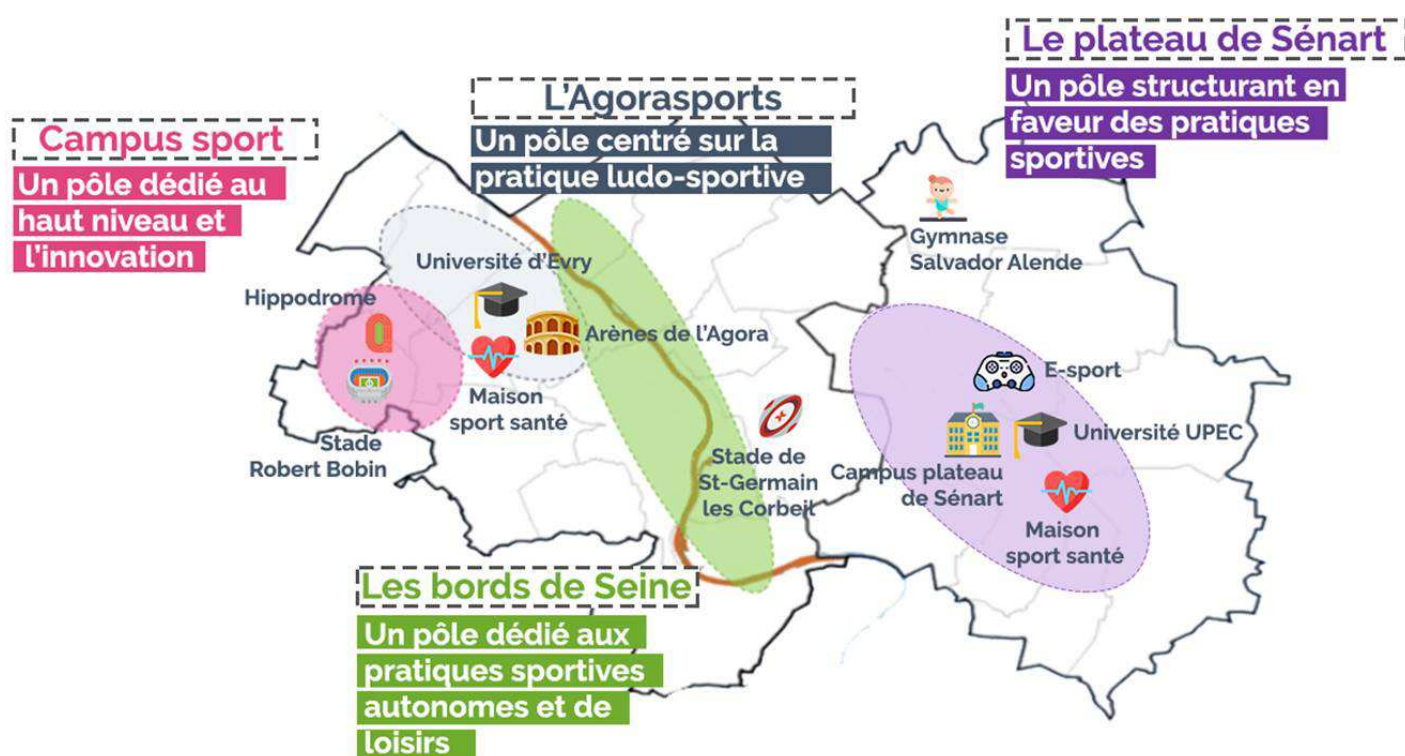 Le plateau de Sénart
Un pôle structurant en
faveur des pratiques
sportives
L'Agorasports
Un pôle centré sur la
pratique ludo-sportive
Campus sport
Un pôle dédié au
haut niveau et
l'innovation
Gymnase
Salvador Alende
Université d'Evry
Hippodrome
Arènes de l'Agora
E-sport
Maison
sport santé
Stade
Robert Bobin
Stade de
St-Germain
les Corbeil
Université UPEC
Campus plateau
de Sénart
Maison
sport santé
Les bords de Seine
Un pôle dédié aux
pratiques sportives
autonomes et de
loisirs